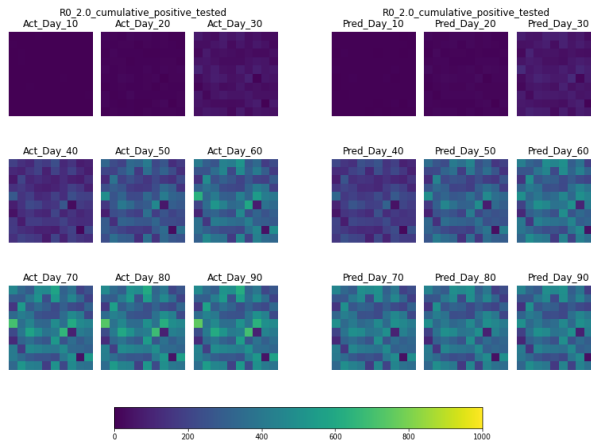 R0_2.0_cumulative_positive_tested
Act_Day_10 Act_Day_20 Act_Day_30
Act_Day_40 Act_Day_50 Act_Day_60
Act_Day_70 Act_Day_80 Act_Day_90
R0_2.0_cumulative_positive_tested
Pred_Day_10 Pred_Day_20 Pred_Day_30
Pred_Day_40 Pred_Day_50 Pred_Day_60
Pred_Day_70 Pred_Day_80 Pred_Day_90
0 200 400 600 800 1000